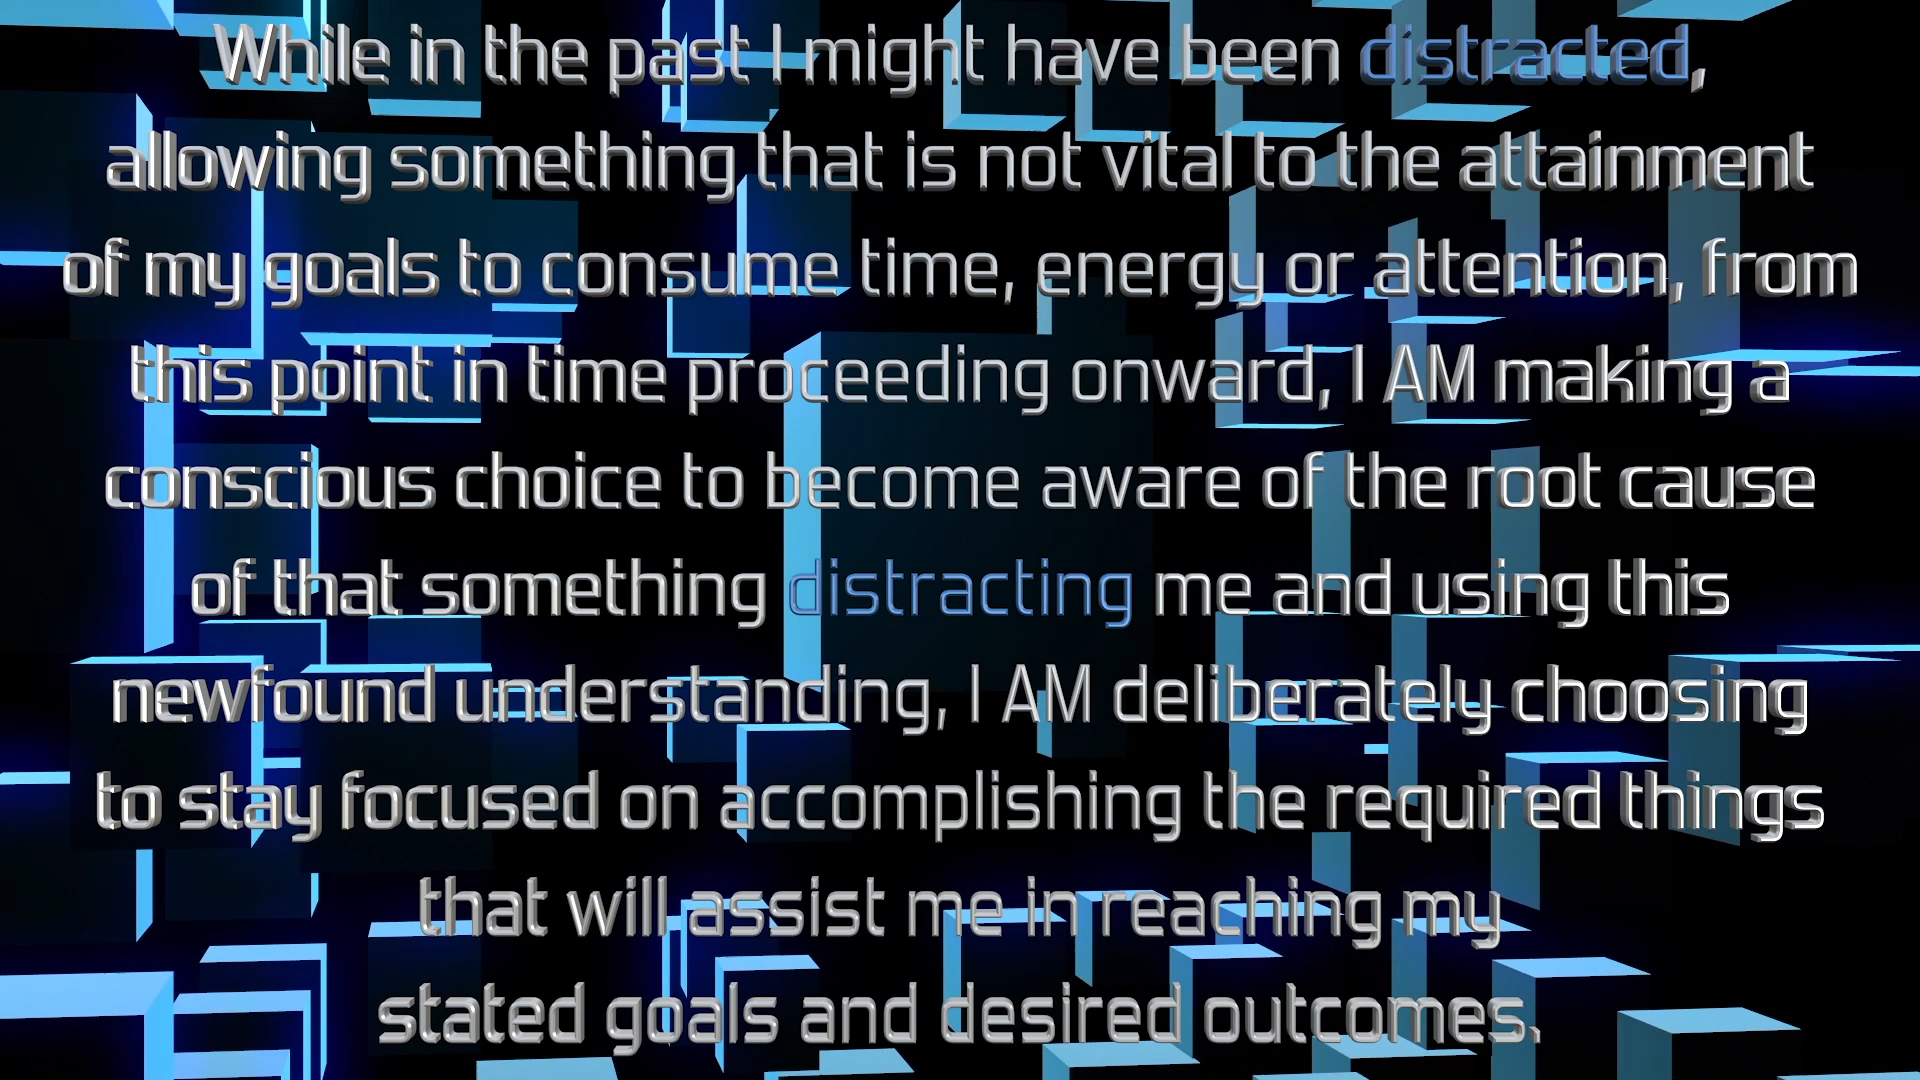 While in the past I might have been distracted,
allowing something that is not vital to the attainment
of my goals to consume time, energy or attention, from
this point in time proceeding onward, I AM making a
conscious choice to become aware of the root cause
of that something distracting me and using this
newfound understanding, I AM deliberately choosing
to stay focused on accomplishing the required things
that will assist me in reaching my
stated goals and desired outcomes.